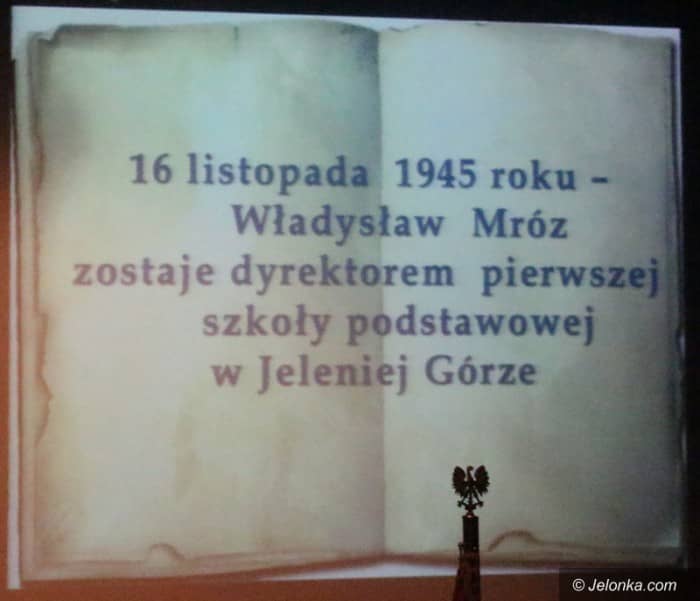 16 listopada 1945 roku –
Władysław Mróz
zostaje dyrektorem pierwszej
szkoły podstawowej
w Jeleniej Górze
© Jelonka.com